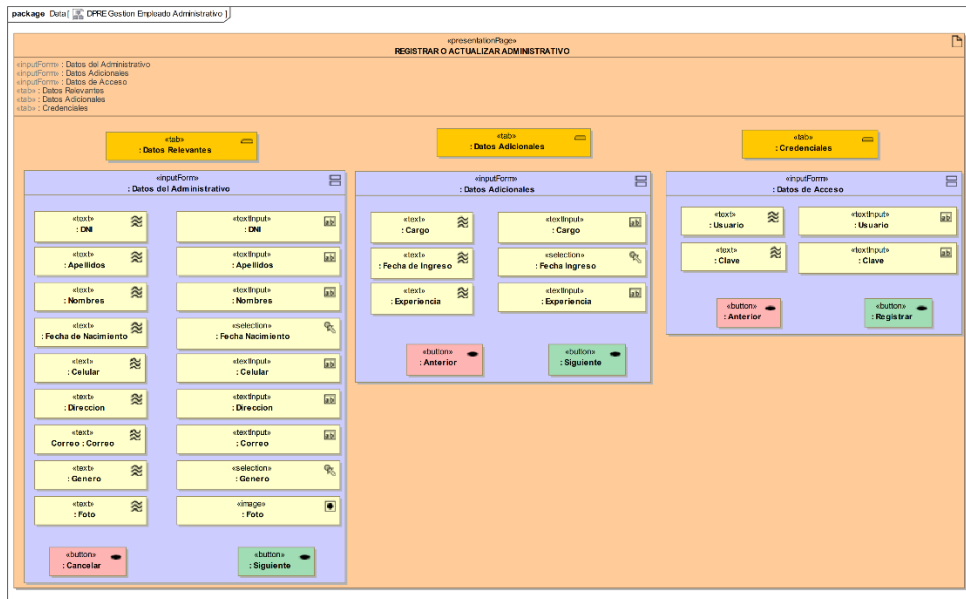 package Data[ DPRE Gestion Empleado Administrativo ]
«presentationPage»
REGISTRAR O ACTUALIZAR ADMINISTRATIVO
«inputForm» : Datos del Administrativo
«inputForm» : Datos Adicionales
«inputForm» : Datos de Acceso
«tab» : Datos Relevantes
«tab» : Datos Adicionales
«tab» : Credenciales
«tab»
: Datos Relevantes
«inputForm»
: Datos del Administrativo
«text»
: DNI
«textInput»
: DNI
«text»
: Apellidos
«textInput»
: Apellidos
«text»
: Nombres
«textInput»
: Nombres
«text»
: Fecha de Nacimiento
«selection»
: Fecha Nacimiento
«text»
: Celular
«textInput»
: Celular
«text»
: Direccion
«textInput»
: Direccion
«text»
Correo : Correo
«textInput»
: Correo
«text»
: Genero
«selection»
: Genero
«text»
: Foto
«image»
: Foto
«button»
: Cancelar
«button»
: Siguiente
«tab»
: Datos Adicionales
«inputForm»
: Datos Adicionales
«text»
: Cargo
«textInput»
: Cargo
«text»
: Fecha de Ingreso
«selection»
: Fecha Ingreso
«text»
: Experiencia
«textInput»
: Experiencia
«button»
: Anterior
«button»
: Siguiente
«tab»
: Credenciales
«inputForm»
: Datos de Acceso
«text»
: Usuario
«textInput»
: Usuario
«text»
: Clave
«textInput»
: Clave
«button»
: Anterior
«button»
: Registrar